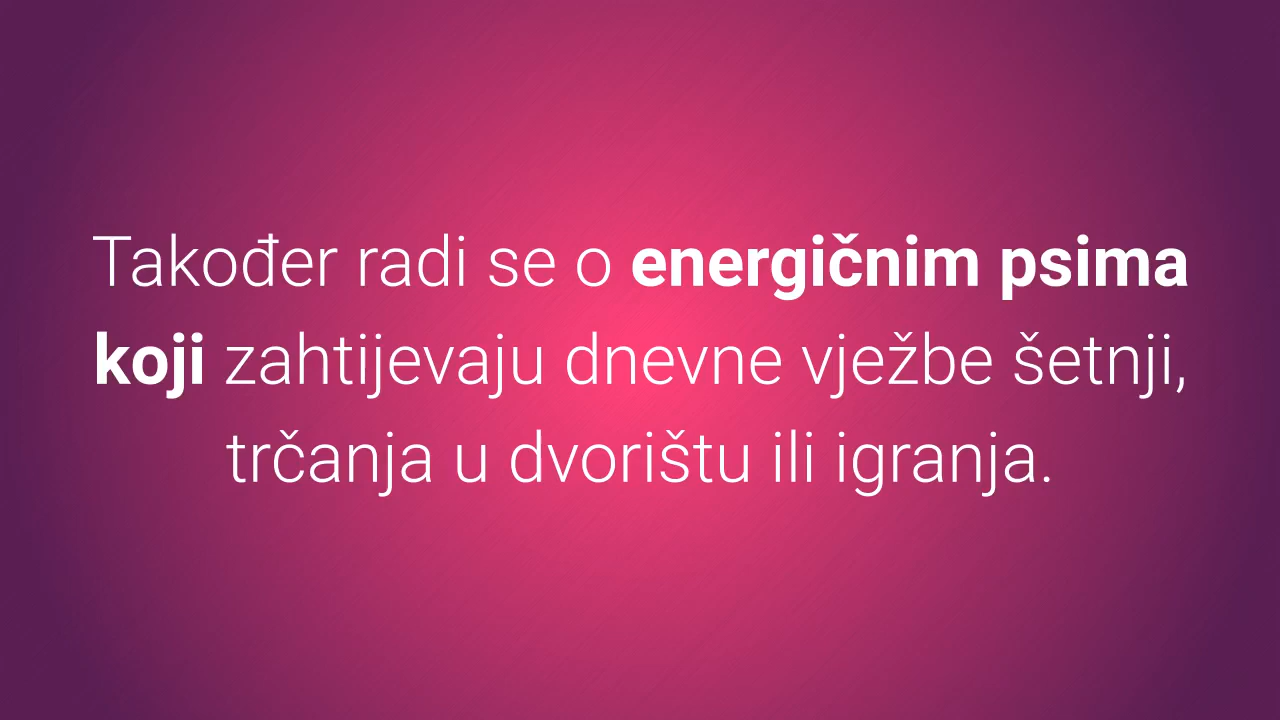 Također radi se o energičnim psima
koji zahtijevaju dnevne vježbe šetnji,
trčanja u dvorištu ili igranja.